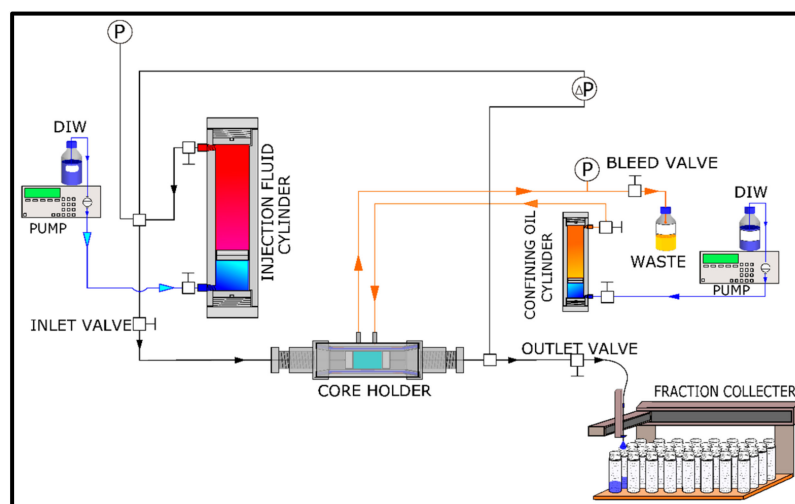 P
ΔP
DIW
PUMP
INJECTION FLUID
CYLINDER
P
BLEED VALVE
DIW
CONFINING OIL
CYLINDER
WASTE
PUMP
INLET VALVE
OUTLET VALVE
CORE HOLDER
FRACTION COLLECTER